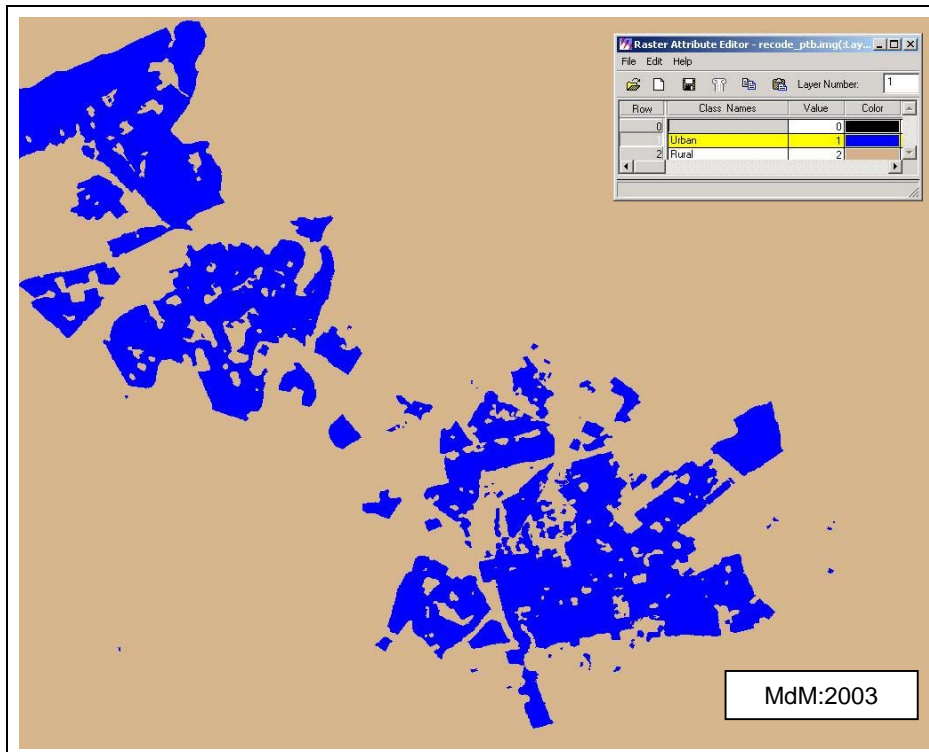 Raster Attribute Editor - recode_ptb.img(:Lay...
File Edit Help
Layer Number: 1
Row Class Names Value Color
0 0
Urban 1
2 Rural 2
MdM:2003